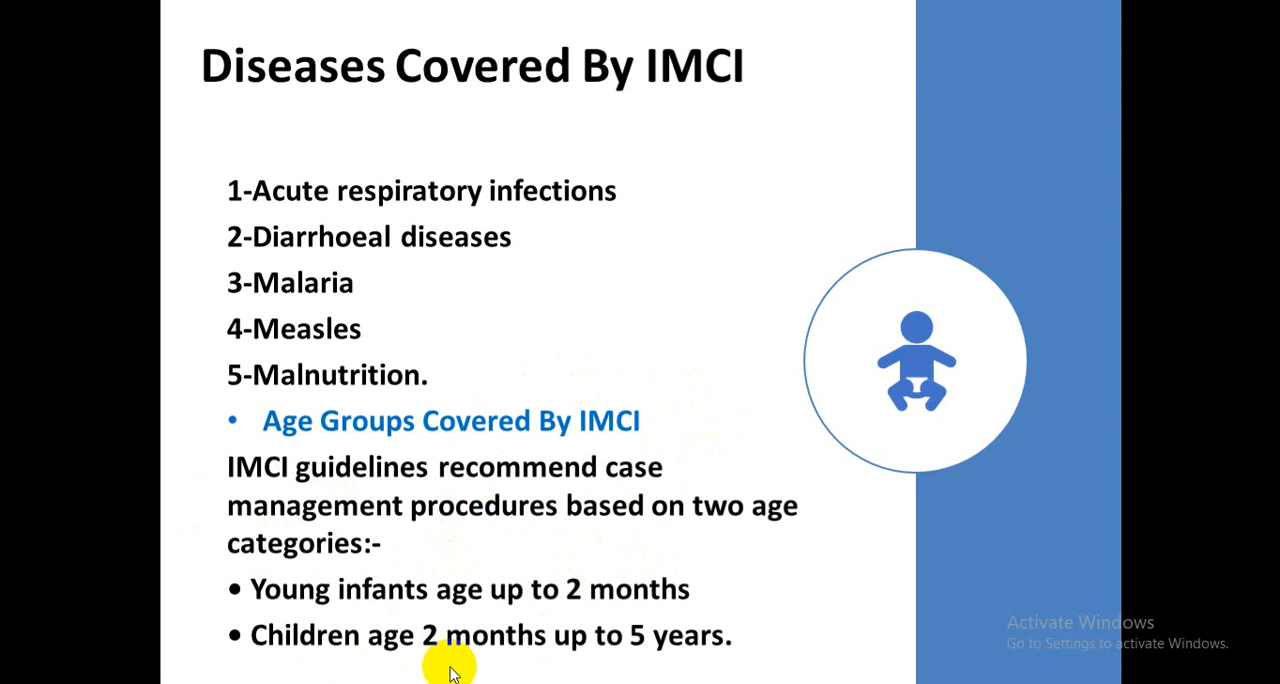 Diseases Covered By IMCI
1-Acute respiratory infections
2-Diarrhoeal diseases
3-Malaria
4-Measles
5-Malnutrition.
• Age Groups Covered By IMCI
IMCI guidelines recommend case
management procedures based on two age
categories:-
• Young infants age up to 2 months
• Children age 2 months up to 5 years.
Activate Windows
Go to Settings to activate Windows.